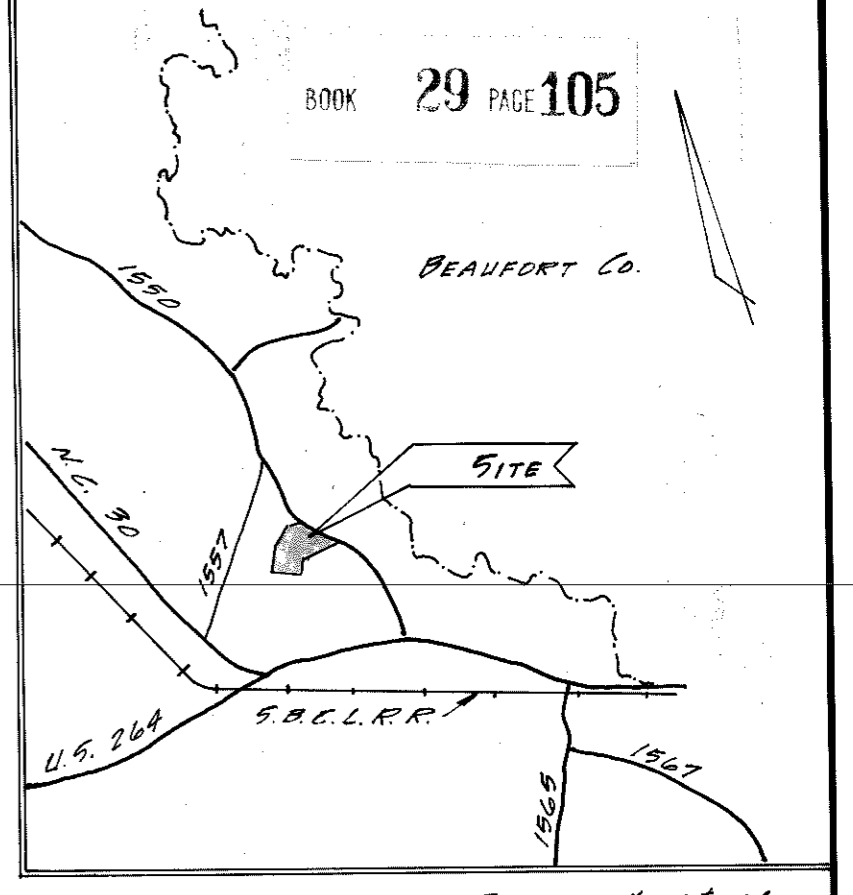 BOOK 29 PAGE 105
BEAUFORT CO.
1550
SITE
N.C. 30
1557
S.B.E.L.R.R.
U.S. 264
1567
1565